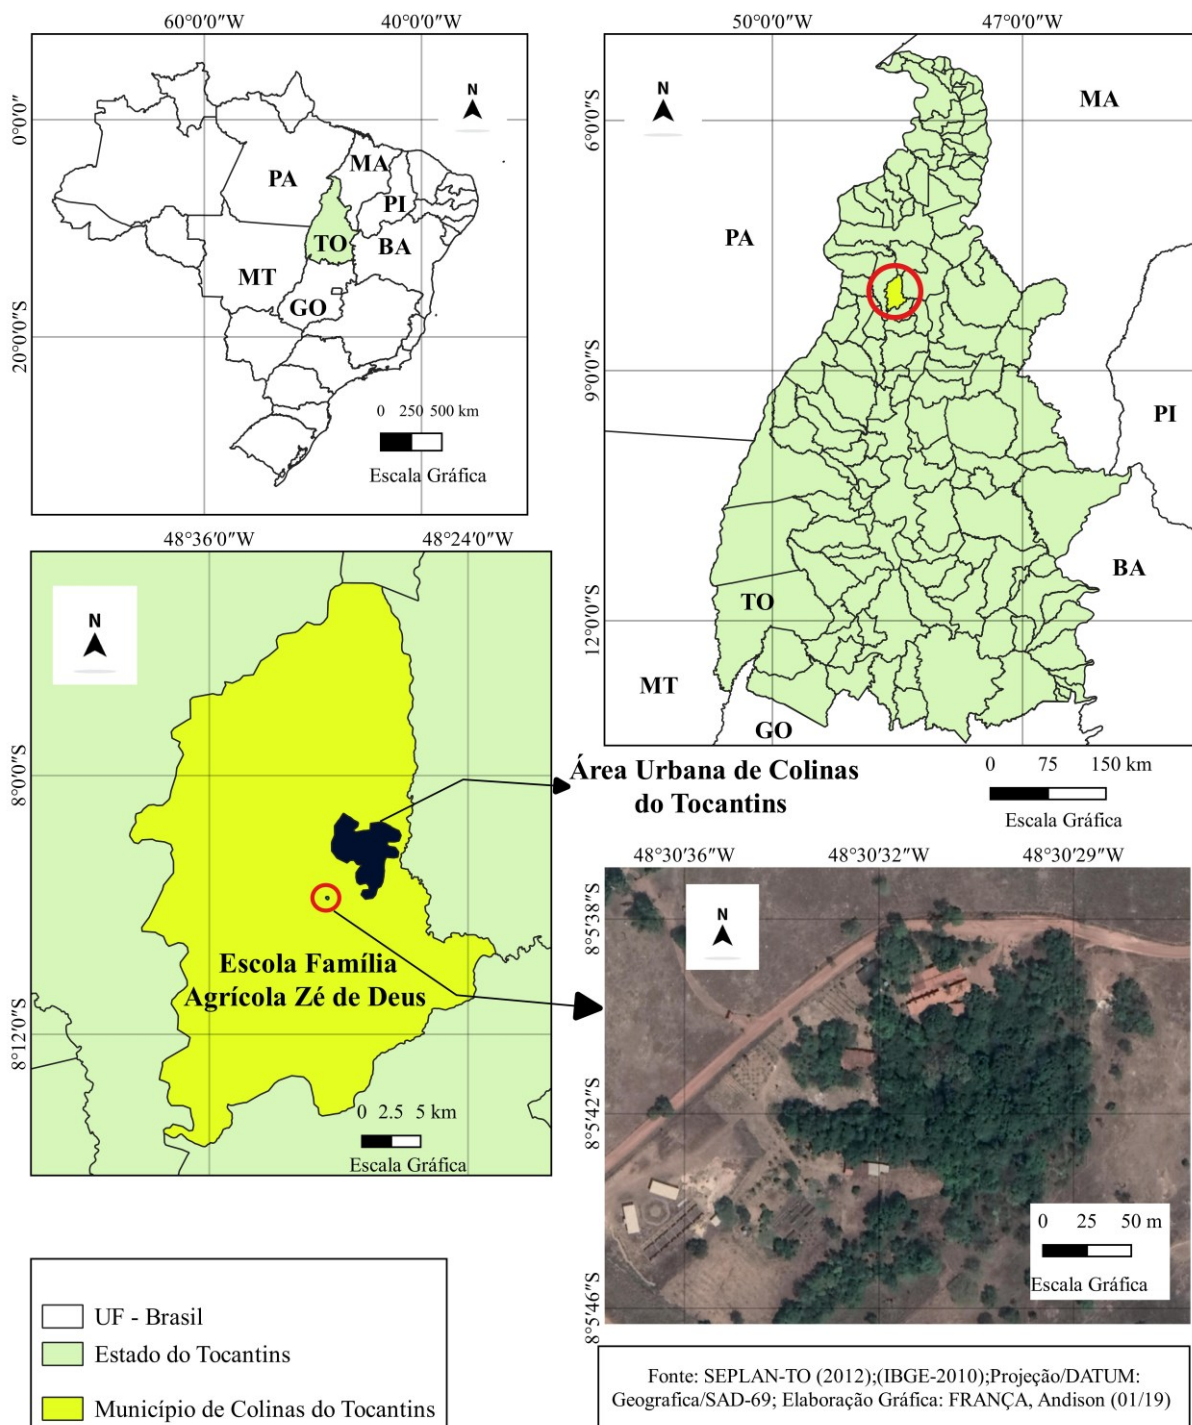 60°0'0"W
40°0'0"W
0°0'0"
20°0'0"S
N
PA
MA
PI
TO
BA
MT
GO
0 250 500 km
Escala Gráfica
50°0'0"W
47°0'0"W
6°0'0"S
9°0'0"S
12°0'0"S
N
MA
PA
PI
BA
TO
MT
GO
0 75 150 km
Escala Gráfica
48°36'0"W
48°24'0"W
8°0'0"S
8°12'0"S
N
Área Urbana de Colinas
do Tocantins
Escola Família
Agrícola Zé de Deus
0 2.5 5 km
Escala Gráfica
48°30'36"W
48°30'32"W
48°30'29"W
8°5'38"S
8°5'42"S
8°5'46"S
N
0 25 50 m
Escala Gráfica
UF - Brasil
Estado do Tocantins
Município de Colinas do Tocantins
Fonte: SEPLAN-TO (2012);(IBGE-2010);Projeção/DATUM:
Geografica/SAD-69; Elaboração Gráfica: FRANÇA, Andison (01/19)